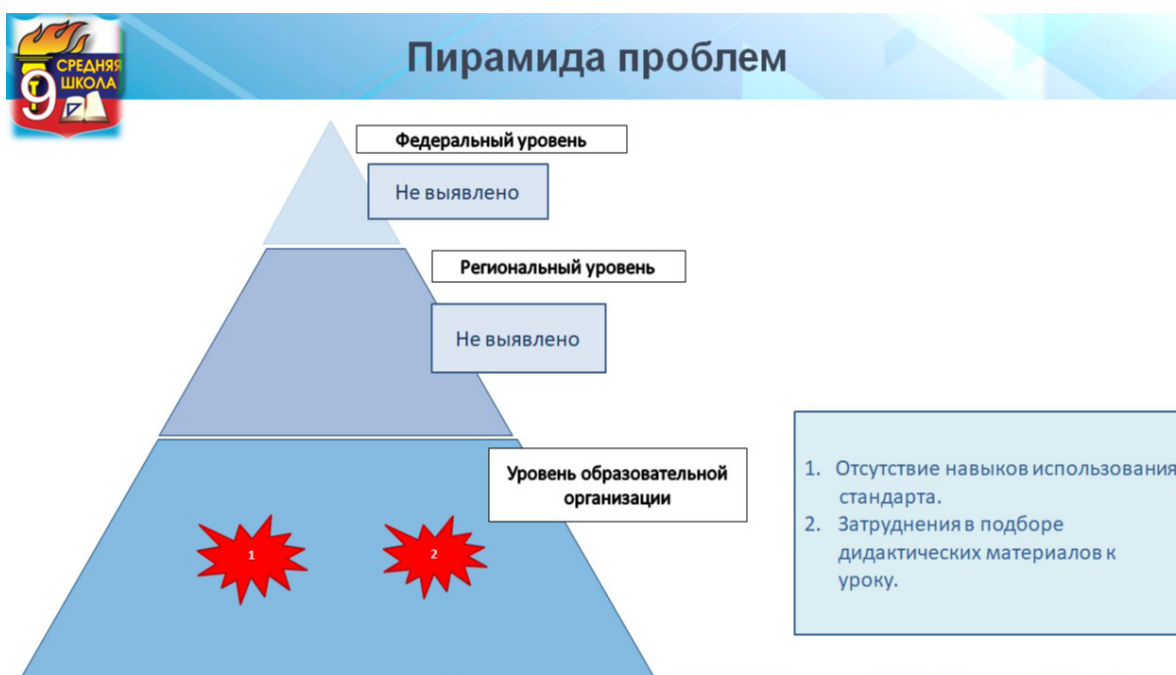 СРЕДНЯЯ
ШКОЛА
9
Пирамида проблем
Федеральный уровень
Не выявлено
Региональный уровень
Не выявлено
Уровень образовательной
организации
1
2
1. Отсутствие навыков использования
стандарта.
2. Затруднения в подборе
дидактических материалов к
уроку.